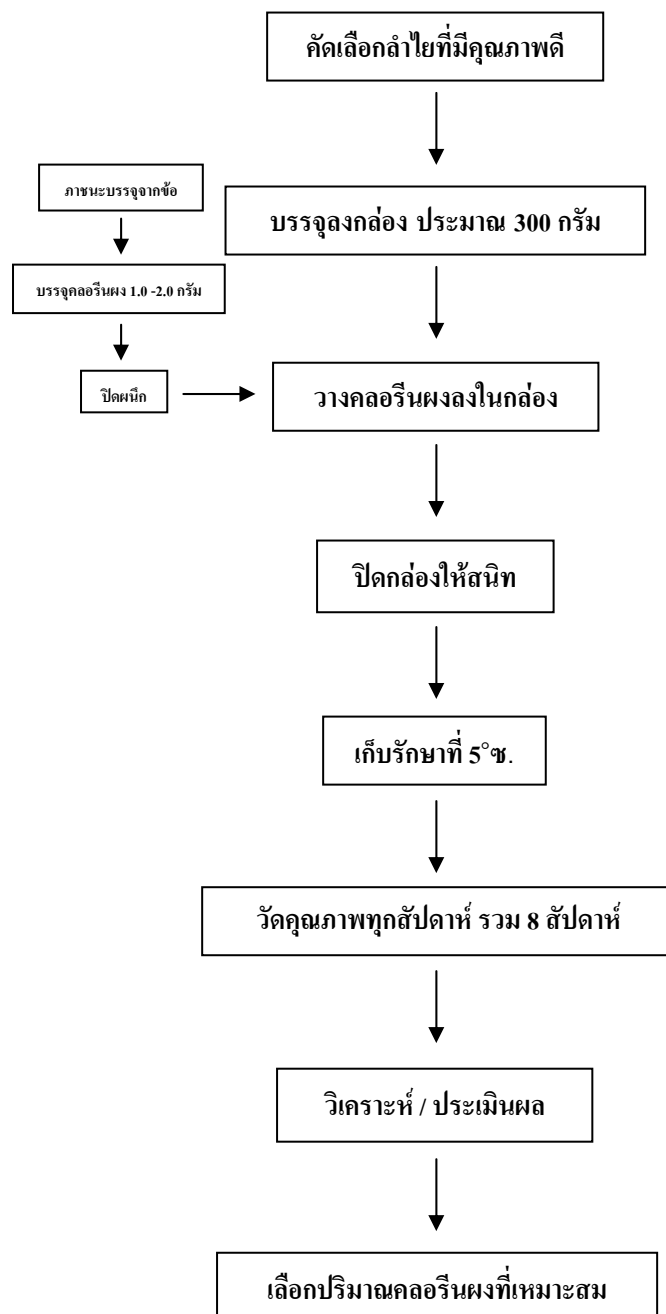 คัดเลือกลำไยที่มีคุณภาพดี
ภาชนะบรรจุจากข้อ
บรรจุลงกล่อง ประมาณ 300 กรัม
บรรจุคลอรีนผง 1.0 -2.0 กรัม
ปิดผนึก
วางคลอรีนผงลงในกล่อง
ปิดกล่องให้สนิท
เก็บรักษาที่ 5°ซ.
วัดคุณภาพทุกสัปดาห์ รวม 8 สัปดาห์
วิเคราะห์ / ประเมินผล
เลือกปริมาณคลอรีนผงที่เหมาะสม